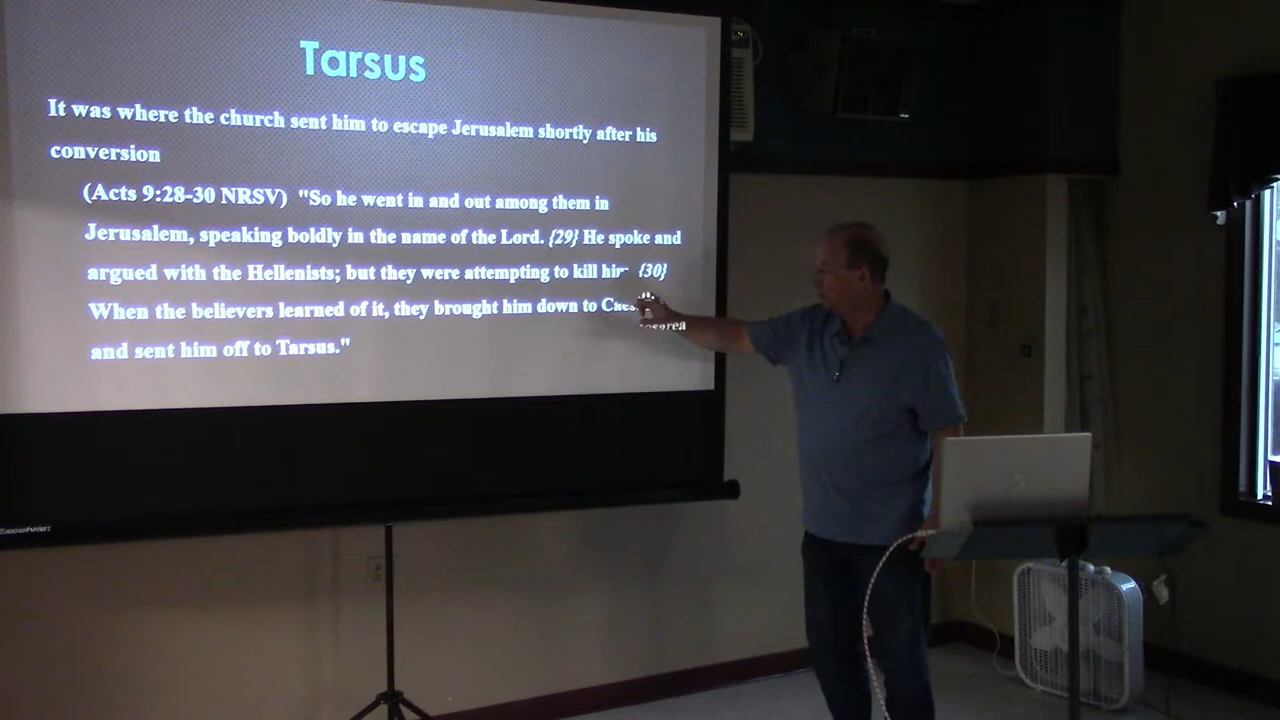 Tarsus
It was where the church sent him to escape Jerusalem shortly after his
conversion
(Acts 9:28-30 NRSV) "So he went in and out among them in
Jerusalem, speaking boldly in the name of the Lord. {29} He spoke and
argued with the Hellenists; but they were attempting to kill {30}
When the believers learned of it, they brought him down to
and sent him off to Tarsus."